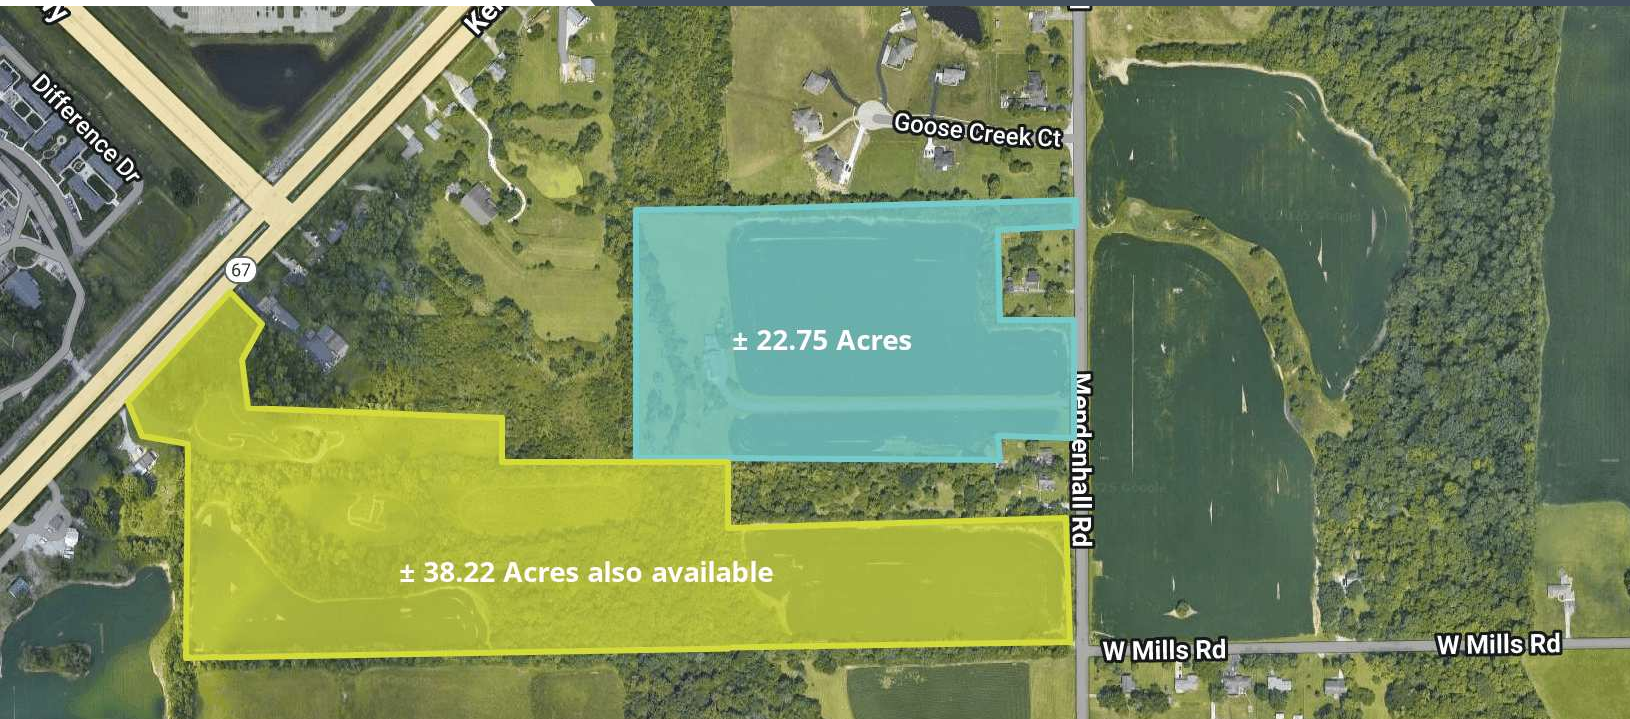 Difference Dr
Goose Creek Ct
67
± 22.75 Acres
Mendenhall Rd
± 38.22 Acres also available
W Mills Rd
W Mills Rd